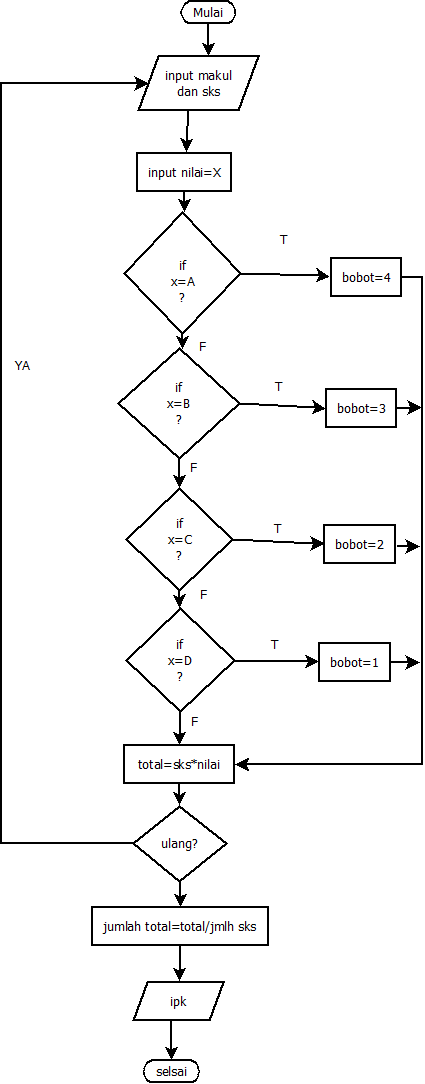 Mulai
input makul
dan sks
input nilai=X
if
x=A
?
T
bobot=4
F
YA
if
x=B
?
T
bobot=3
F
if
x=C
?
T
bobot=2
F
if
x=D
?
T
bobot=1
F
total=sks*nilai
ulang?
jumlah total=total/jmlh sks
ipk
selsai